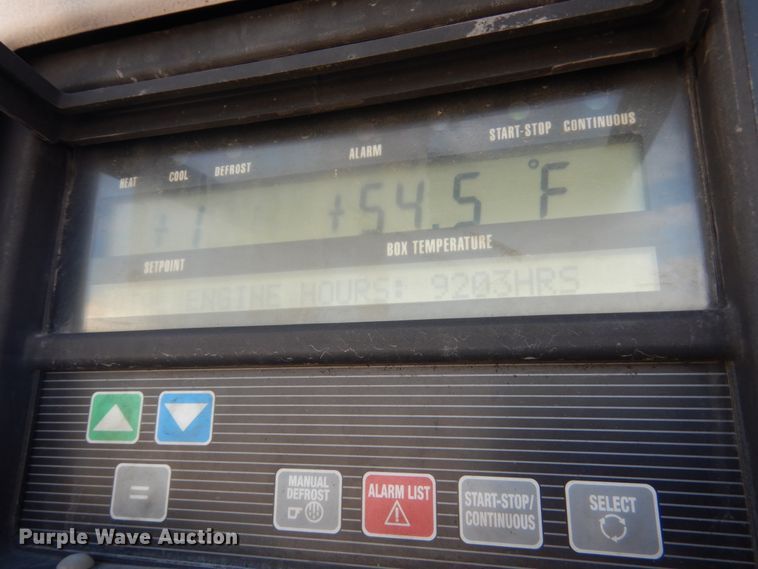 START-STOP CONTINUOUS
ALARM
HEAT COOL DEFROST
+54.5 °F
SETPOINT BOX TEMPERATURE
ENGINE HOURS: 9203HRS
MANUAL DEFROST
ALARM LIST
START-STOP/ CONTINUOUS
SELECT
=
Purple Wave Auction